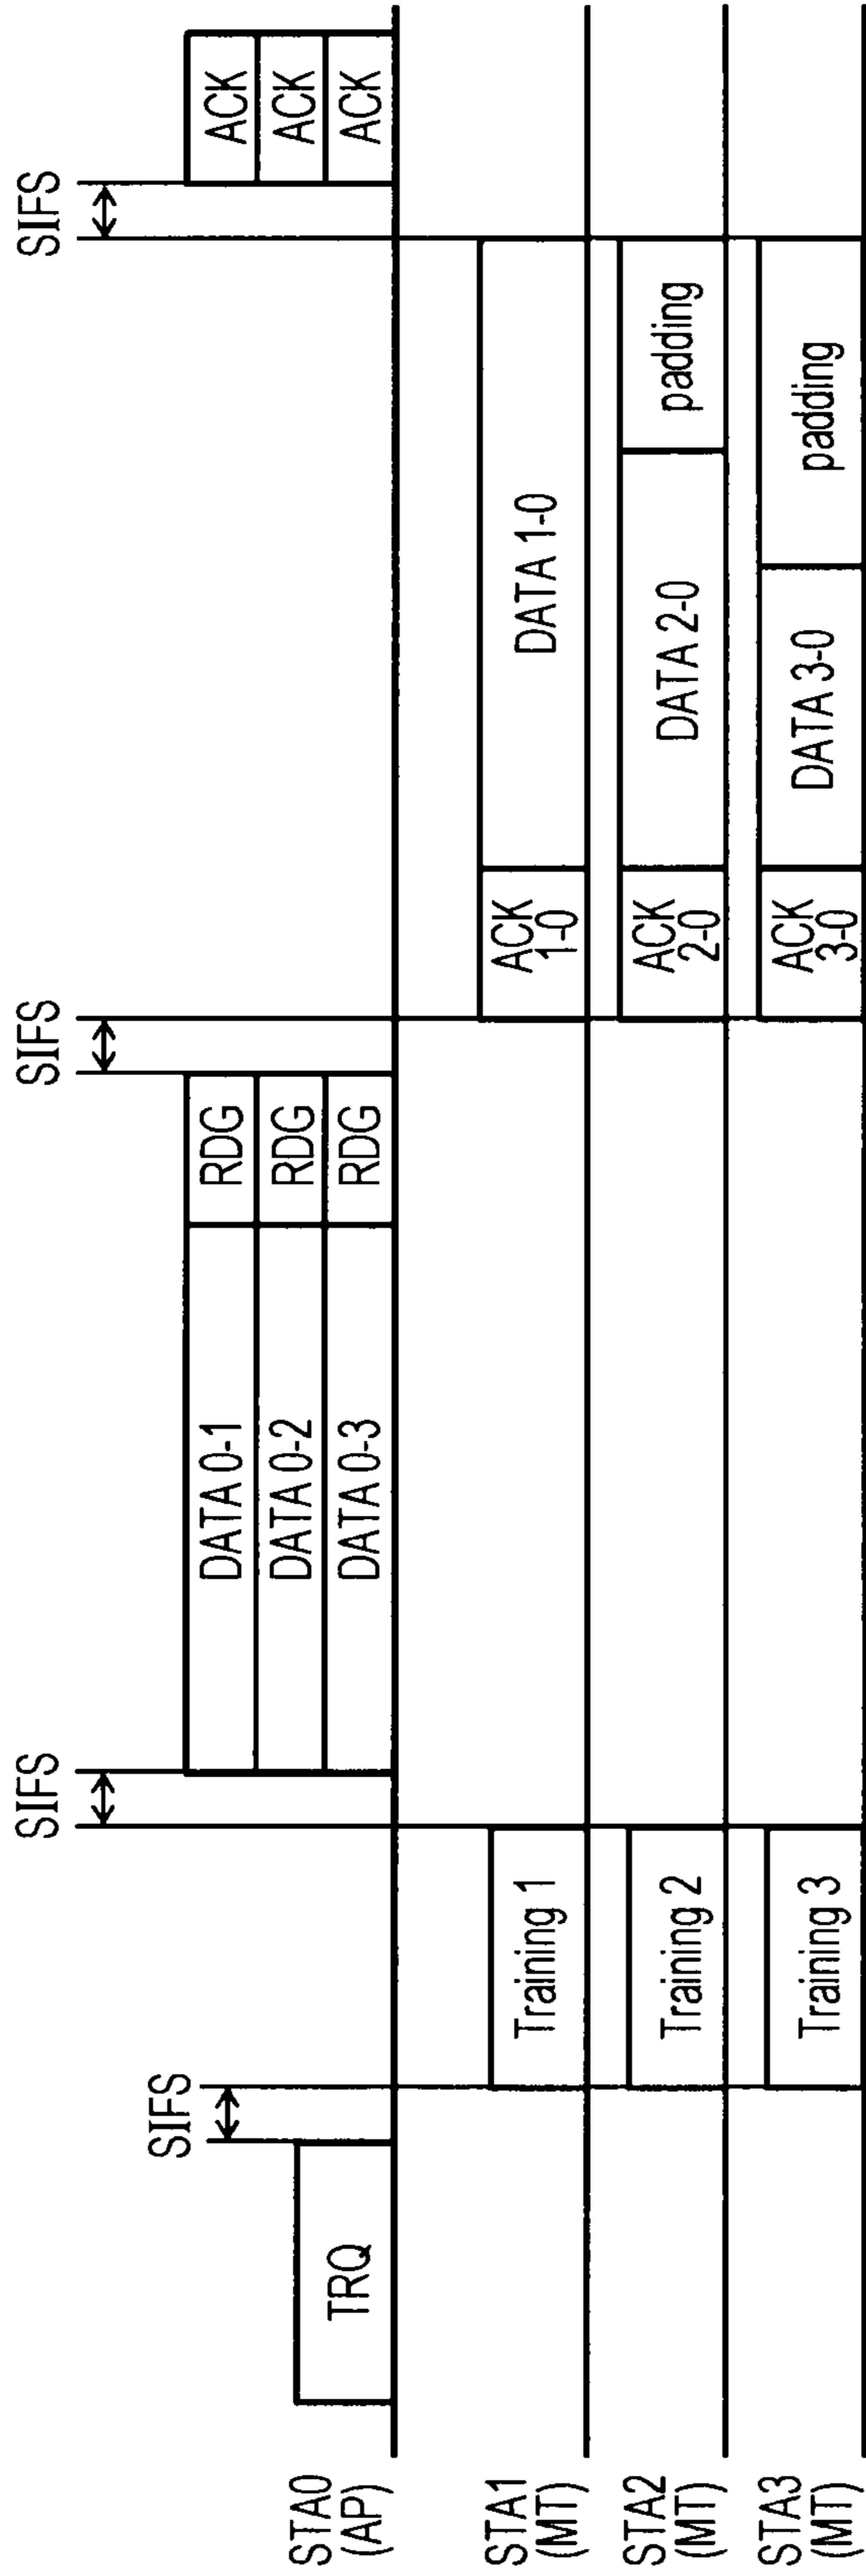 SIFS
SIFS
SIFS
SIFS
STA0
(AP)
TRQ
DATA 0-1
RDG
ACK
DATA 0-2
RDG
ACK
DATA 0-3
RDG
ACK
STA1
(MT)
Training 1
ACK
1-0
DATA 1-0
STA2
(MT)
Training 2
ACK
2-0
DATA 2-0
padding
STA3
(MT)
Training 3
ACK
3-0
DATA 3-0
padding